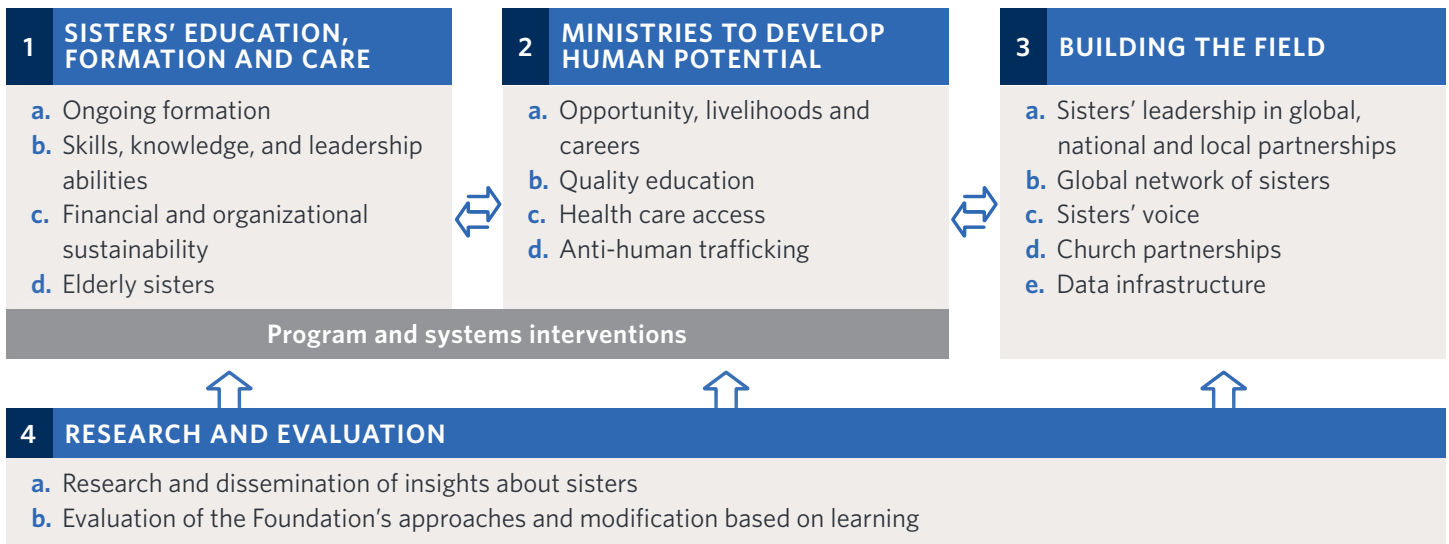 1 SISTERS’ EDUCATION,
FORMATION AND CARE
a. Ongoing formation
b. Skills, knowledge, and leadership
abilities
c. Financial and organizational
sustainability
d. Elderly sisters
2 MINISTRIES TO DEVELOP
HUMAN POTENTIAL
a. Opportunity, livelihoods and
careers
b. Quality education
c. Health care access
d. Anti-human trafficking
Program and systems interventions
3 BUILDING THE FIELD
a. Sisters’ leadership in global,
national and local partnerships
b. Global network of sisters
c. Sisters’ voice
d. Church partnerships
e. Data infrastructure
4 RESEARCH AND EVALUATION
a. Research and dissemination of insights about sisters
b. Evaluation of the Foundation’s approaches and modification based on learning